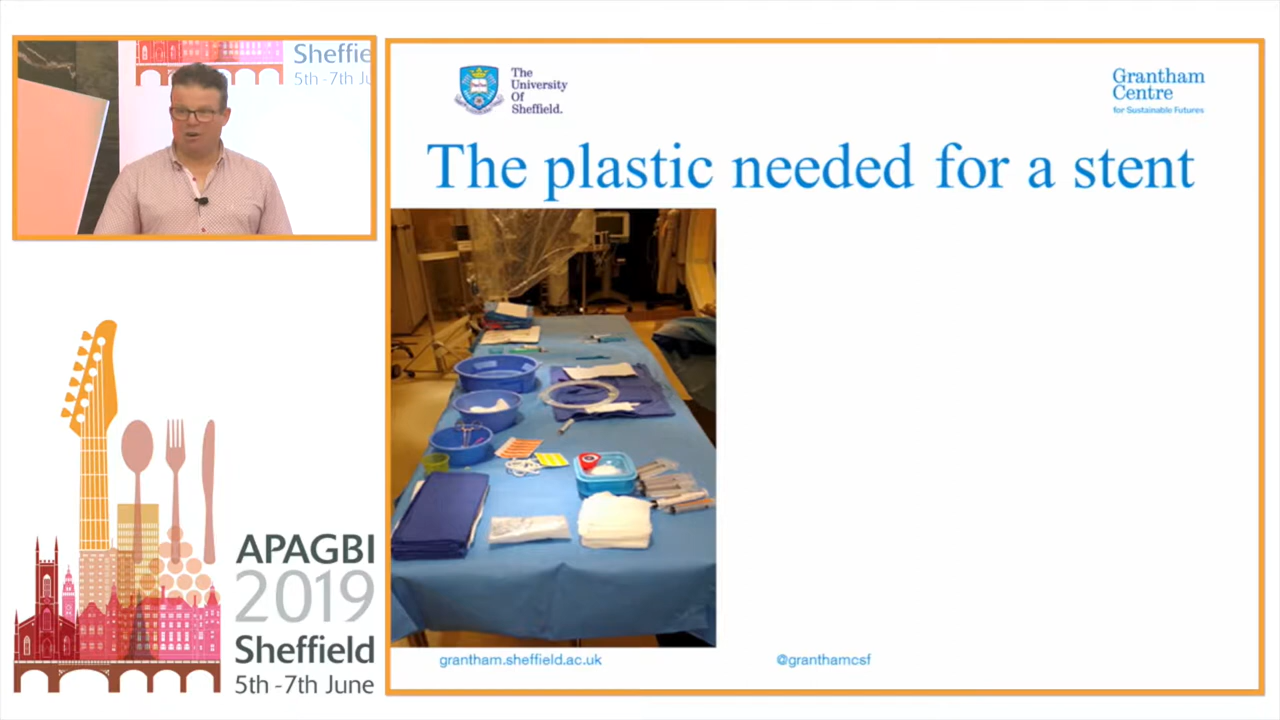 Sheffie
5th -7th Ju
The
University
Of
Sheffield.
Grantham
Centre
for Sustainable Futures
The plastic needed for a stent
APAGBI
2019
Sheffield
5th -7th June
grantham.sheffield.ac.uk
@granthamcsf